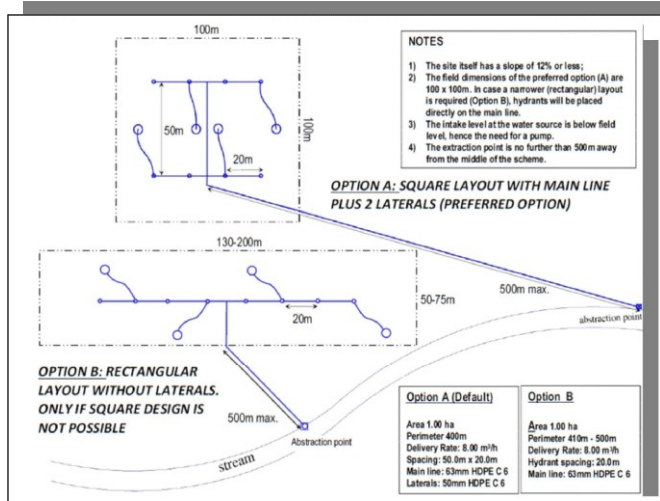 100m
NOTES
1) The site itself has a slope of 12% or less;
2) The field dimensions of the preferred option (A) are
100 x 100m. In case a narrower (rectangular) layout
is required (Option B), hydrants will be placed
directly on the main line.
3) The intake level at the water source is below field
level, hence the need for a pump.
4) The extraction point is no further than 500m away
from the middle of the scheme.
50m
100m
20m
OPTION A: SQUARE LAYOUT WITH MAIN LINE
PLUS 2 LATERALS (PREFERRED OPTION)
130-200m
500m max.
50-75m
abstraction point
20m
OPTION B: RECTANGULAR
LAYOUT WITHOUT LATERALS.
ONLY IF SQUARE DESIGN IS
NOT POSSIBLE
500m max.
Abstraction point
stream
Option A (Default)
Area 1.00 ha
Perimeter 400m
Delivery Rate: 8.00 m³/h
Spacing: 50.0m x 20.0m
Main line: 63mm HDPE C 6
Laterals: 50mm HDPE C 6
Option B
Area 1.00 ha
Perimeter 410m - 500m
Delivery Rate: 8.00 m³/h
Hydrant spacing: 20.0m
Main line: 63mm HDPE C 6